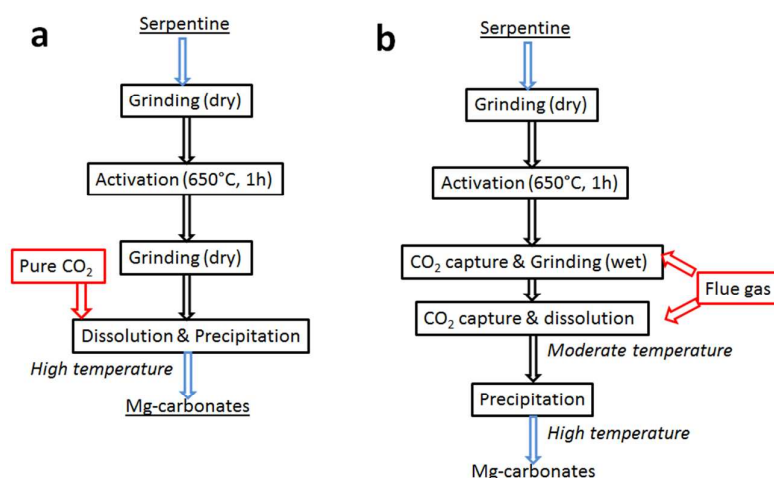 a
Serpentine
Grinding (dry)
Activation (650°C, 1h)
Grinding (dry)
Pure CO₂
Dissolution & Precipitation
High temperature
Mg-carbonates
b
Serpentine
Grinding (dry)
Activation (650°C, 1h)
CO₂ capture & Grinding (wet)
Flue gas
CO₂ capture & dissolution
Moderate temperature
Precipitation
High temperature
Mg-carbonates